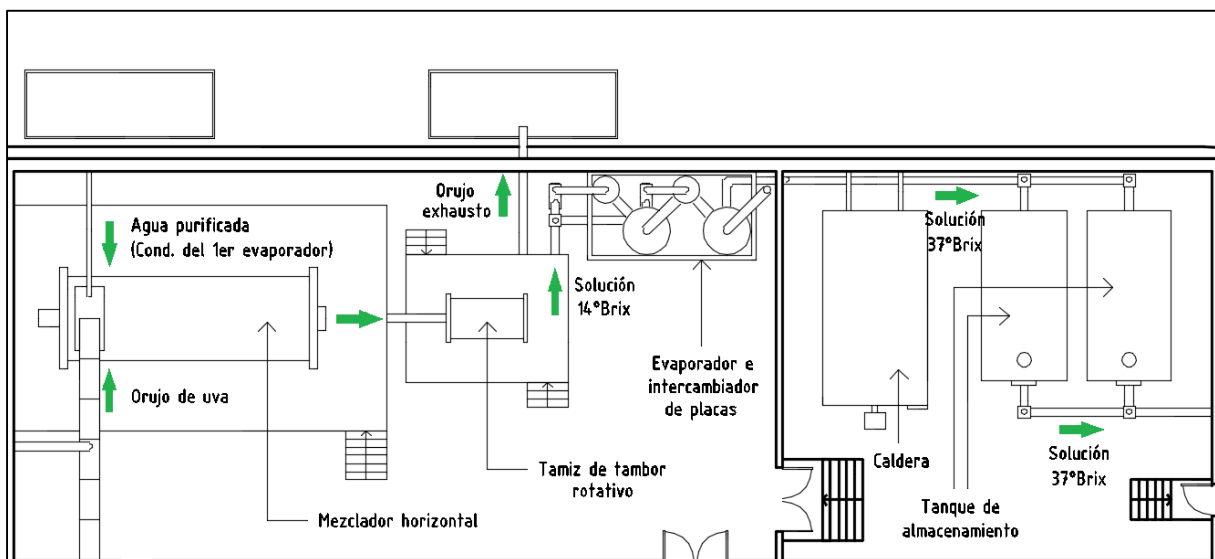 Agua purificada
(Cond. del 1er evaporador)
Orujo
exhausto
Solución
14°Brix
Solución
37°Brix
Orujo de uva
Evaporador e
intercambiador
de placas
Mezclador horizontal
Tamiz de tambor
rotativo
Caldera
Solución
37°Brix
Tanque de
almacenamiento